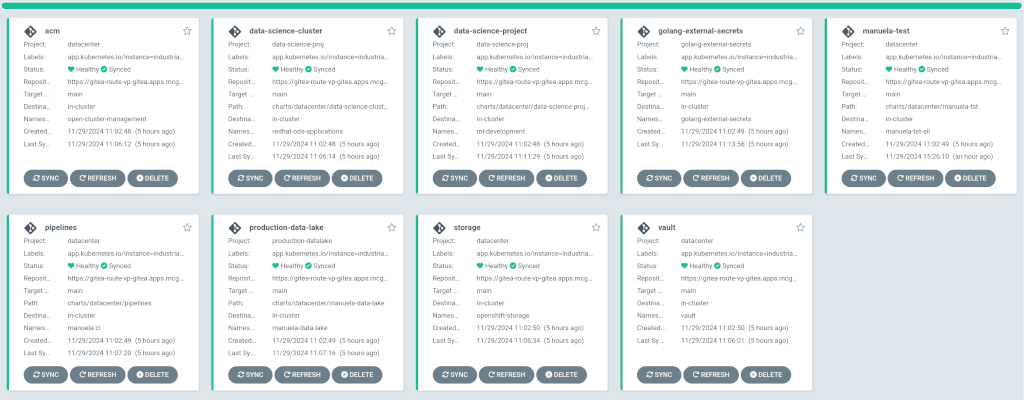 acm
Project: datacenter
Labels: app.kubernetes.io/instance=industria...
Status: Healthy Synced
Reposit... https://gitea-route-vp-gitea.apps.mcg...
Target ... main
Destina... in-cluster
Names... open-cluster-management
Created... 11/29/2024 11:02:48 (5 hours ago)
Last Sy... 11/29/2024 11:06:12 (5 hours ago)
SYNC REFRESH DELETE
data-science-cluster
Project: data-science-proj
Labels: app.kubernetes.io/instance=industria...
Status: Healthy Synced
Reposit... https://gitea-route-vp-gitea.apps.mcg...
Target ... main
Path: charts/datacenter/data-science-clust...
Destina... in-cluster
Names... redhat-ods-applications
Created... 11/29/2024 11:02:48 (5 hours ago)
Last Sy... 11/29/2024 11:06:14 (5 hours ago)
SYNC REFRESH DELETE
data-science-project
Project: data-science-proj
Labels: app.kubernetes.io/instance=industria...
Status: Healthy Synced
Reposit... https://gitea-route-vp-gitea.apps.mcg...
Target ... main
Path: charts/datacenter/data-science-proj...
Destina... in-cluster
Names... ml-development
Created... 11/29/2024 11:02:48 (5 hours ago)
Last Sy... 11/29/2024 11:11:29 (5 hours ago)
SYNC REFRESH DELETE
golang-external-secrets
Project: golang-external-secrets
Labels: app.kubernetes.io/instance=industria...
Status: Healthy Synced
Reposit... https://gitea-route-vp-gitea.apps.mcg...
Target ... main
Destina... in-cluster
Names... golang-external-secrets
Created... 11/29/2024 11:02:49 (5 hours ago)
Last Sy... 11/29/2024 11:13:56 (5 hours ago)
SYNC REFRESH DELETE
manuela-test
Project: datacenter
Labels: app.kubernetes.io/instance=industria...
Status: Healthy Synced
Reposit... https://gitea-route-vp-gitea.apps.mcg...
Target ... main
Path: charts/datacenter/manuela-tst
Destina... in-cluster
Names... manuela-tst-all
Created... 11/29/2024 11:02:49 (5 hours ago)
Last Sy... 11/29/2024 15:26:10 (an hour ago)
SYNC REFRESH DELETE
pipelines
Project: datacenter
Labels: app.kubernetes.io/instance=industria...
Status: Healthy Synced
Reposit... https://gitea-route-vp-gitea.apps.mcg...
Target ... main
Path: charts/datacenter/pipelines
Destina... in-cluster
Names... manuela-ci
Created... 11/29/2024 11:02:49 (5 hours ago)
Last Sy... 11/29/2024 11:07:20 (5 hours ago)
SYNC REFRESH DELETE
production-data-lake
Project: production-datalake
Labels: app.kubernetes.io/instance=industria...
Status: Healthy Synced
Reposit... https://gitea-route-vp-gitea.apps.mcg...
Target ... main
Path: charts/datacenter/manuela-data-lake
Destina... in-cluster
Names... manuela-data-lake
Created... 11/29/2024 11:02:49 (5 hours ago)
Last Sy... 11/29/2024 11:07:16 (5 hours ago)
SYNC REFRESH DELETE
storage
Project: datacenter
Labels: app.kubernetes.io/instance=industria...
Status: Healthy Synced
Reposit... https://gitea-route-vp-gitea.apps.mcg...
Target ... main
Destina... in-cluster
Names... openshift-storage
Created... 11/29/2024 11:02:50 (5 hours ago)
Last Sy... 11/29/2024 11:06:34 (5 hours ago)
SYNC REFRESH DELETE
vault
Project: datacenter
Labels: app.kubernetes.io/instance=industria...
Status: Healthy Synced
Reposit... https://gitea-route-vp-gitea.apps.mcg...
Target ... main
Destina... in-cluster
Names... vault
Created... 11/29/2024 11:02:50 (5 hours ago)
Last Sy... 11/29/2024 11:06:01 (5 hours ago)
SYNC REFRESH DELETE